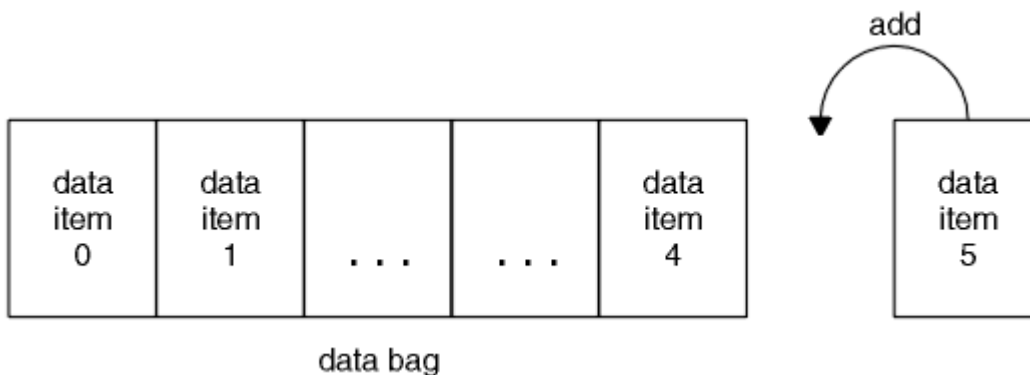 add
data
item
0
data
item
1
. . .
. . .
data
item
4
data
item
5
data bag